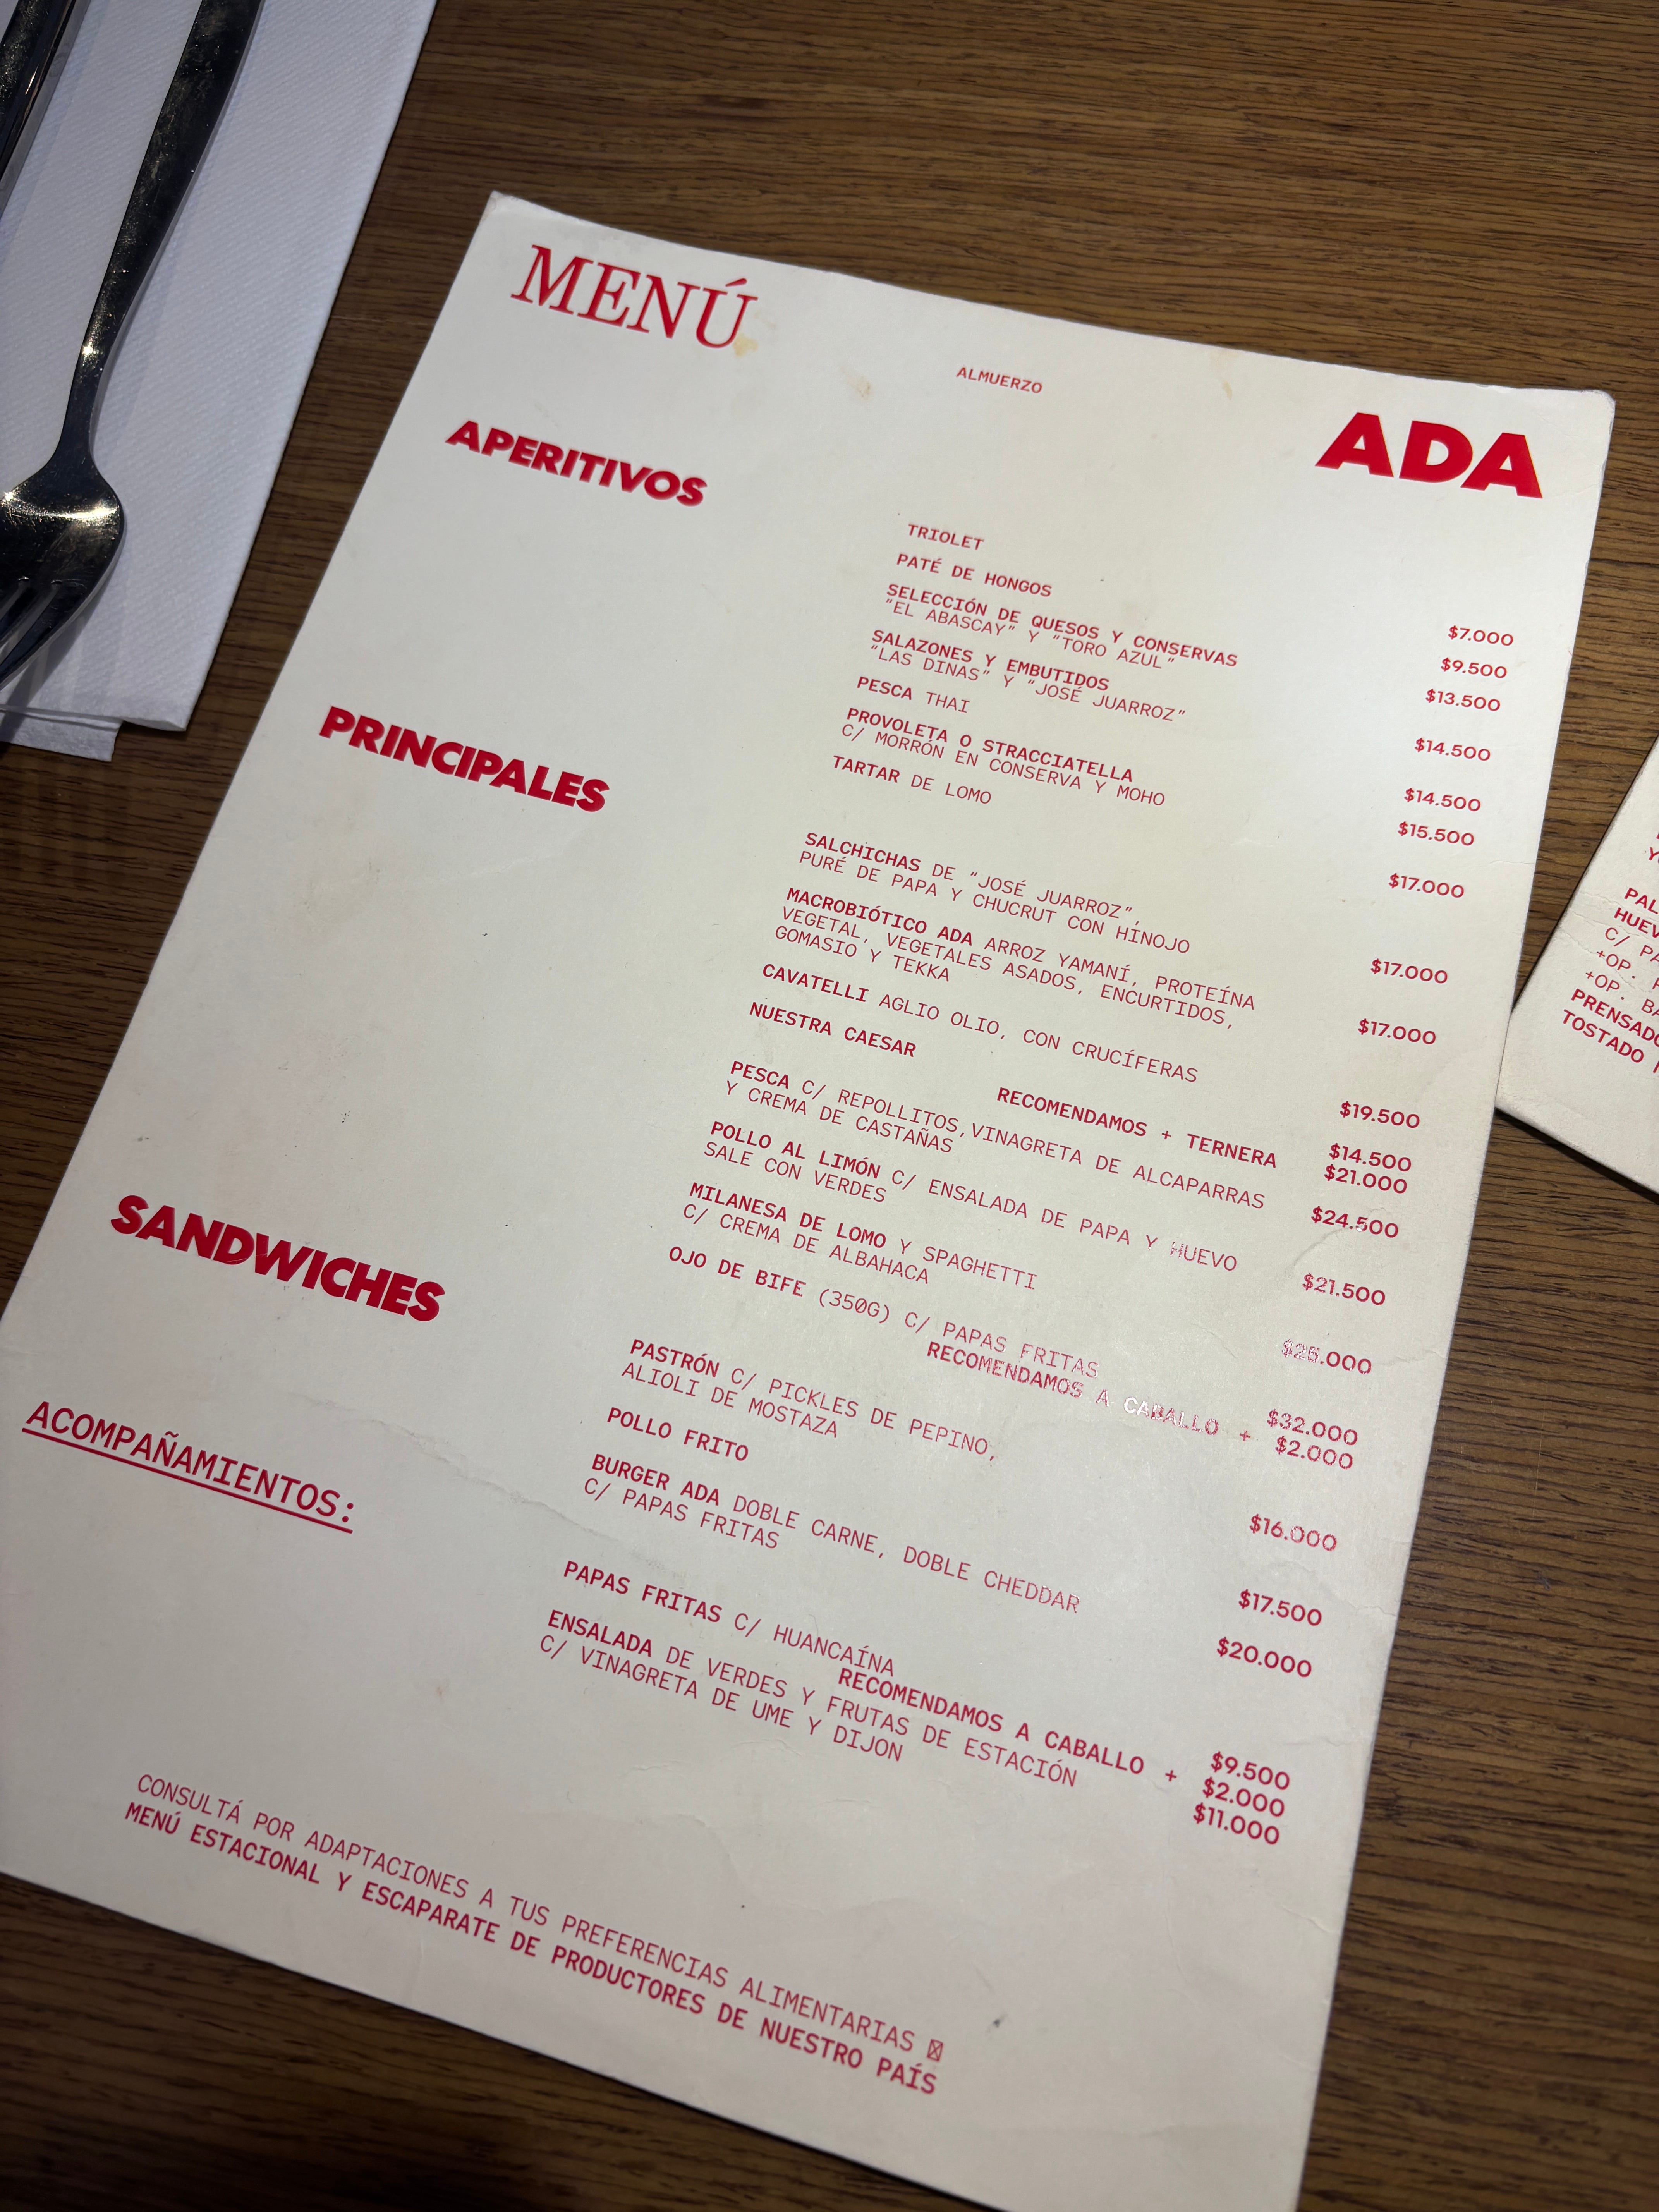 MENÚ
ALMUERZO
ADA
APERITIVOS
TRIOLET $7.000
PATÉ DE HONGOS $9.500
SELECCIÓN DE QUESOS Y CONSERVAS $13.500
"EL ABASCAY" Y "TORO AZUL"
SALAZONES Y EMBUTIDOS $14.500
"LAS DINAS" Y "JOSÉ JUARROZ"
PESCA THAI $14.500
PROVOLETA O STRACCIATELLA $15.500
C/ MORRÓN EN CONSERVA Y MOHO
TARTAR DE LOMO $17.000
PRINCIPALES
SALCHICHAS DE "JOSÉ JUARROZ", $17.000
PURÉ DE PAPA Y CHUCRUT CON HINOJO
MACROBIÓTICO ADA ARROZ YAMANÍ, PROTEÍNA $17.000
VEGETAL, VEGETALES ASADOS, ENCURTIDOS,
GOMASIO Y TEKKA
CAVATELLI AGLIO OLIO, CON CRUCÍFERAS $19.500
NUESTRA CAESAR $14.500
RECOMENDAMOS + TERNERA $21.000
PESCA C/ REPOLLITOS, VINAGRETA DE ALCAPARRAS $24.500
Y CREMA DE CASTAÑAS
POLLO AL LIMÓN C/ ENSALADA DE PAPA Y HUEVO $21.500
SALE CON VERDES
MILANESA DE LOMO Y SPAGHETTI $25.000
C/ CREMA DE ALBAHACA
OJO DE BIFE (350G) C/ PAPAS FRITAS $32.000
RECOMENDAMOS A CABALLO + $2.000
SANDWICHES
PASTRÓN C/ PICKLES DE PEPINO, $16.000
ALIOLI DE MOSTAZA
POLLO FRITO $17.500
BURGER ADA DOBLE CARNE, DOBLE CHEDDAR $20.000
C/ PAPAS FRITAS
ACOMPAÑAMIENTOS:
PAPAS FRITAS C/ HUANCAÍNA $9.500
RECOMENDAMOS A CABALLO + $2.000
ENSALADA DE VERDES Y FRUTAS DE ESTACIÓN $11.000
C/ VINAGRETA DE UME Y DIJON
CONSULTÁ POR ADAPTACIONES A TUS PREFERENCIAS ALIMENTARIAS
MENÚ ESTACIONAL Y ESCAPARATE DE PRODUCTORES DE NUESTRO PAÍS
PAL
HUEV
C/ PA
+OP.
+OP. BA
PRENSADO
TOSTADO